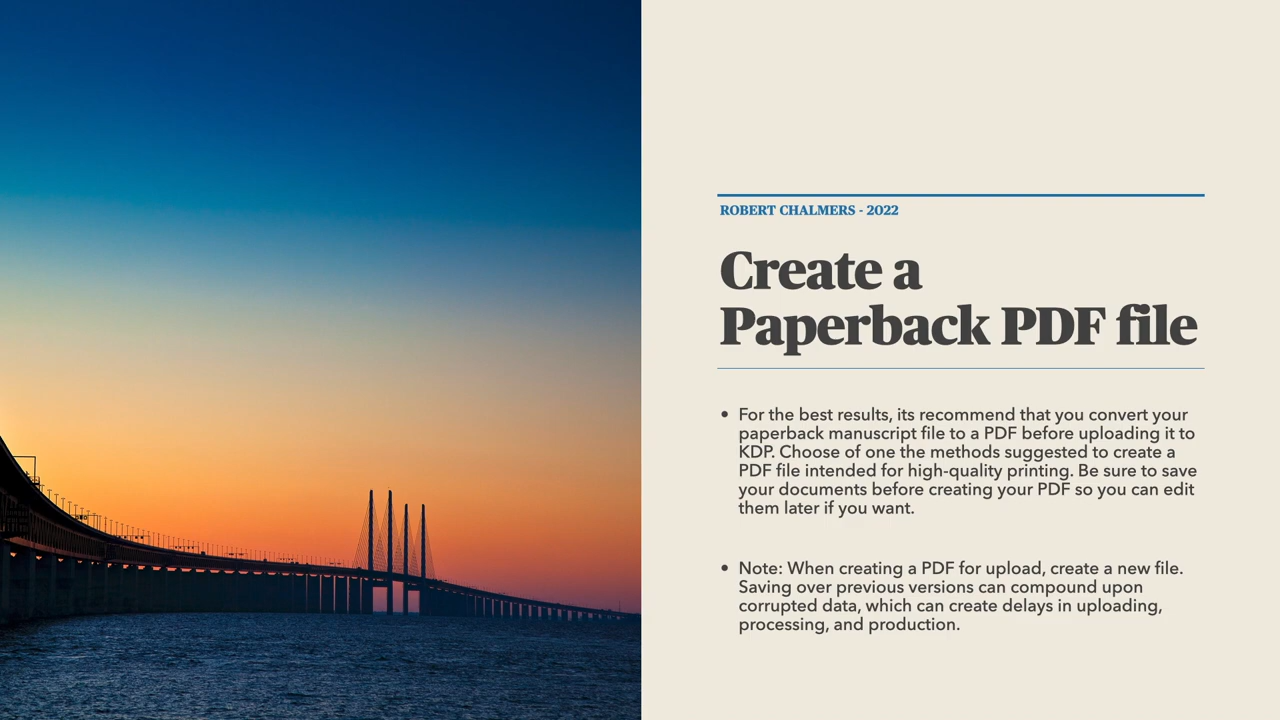 ROBERT CHALMERS - 2022
Create a
Paperback PDF file
• For the best results, its recommend that you convert your
paperback manuscript file to a PDF before uploading it to
KDP. Choose of one the methods suggested to create a
PDF file intended for high-quality printing. Be sure to save
your documents before creating your PDF so you can edit
them later if you want.
• Note: When creating a PDF for upload, create a new file.
Saving over previous versions can compound upon
corrupted data, which can create delays in uploading,
processing, and production.